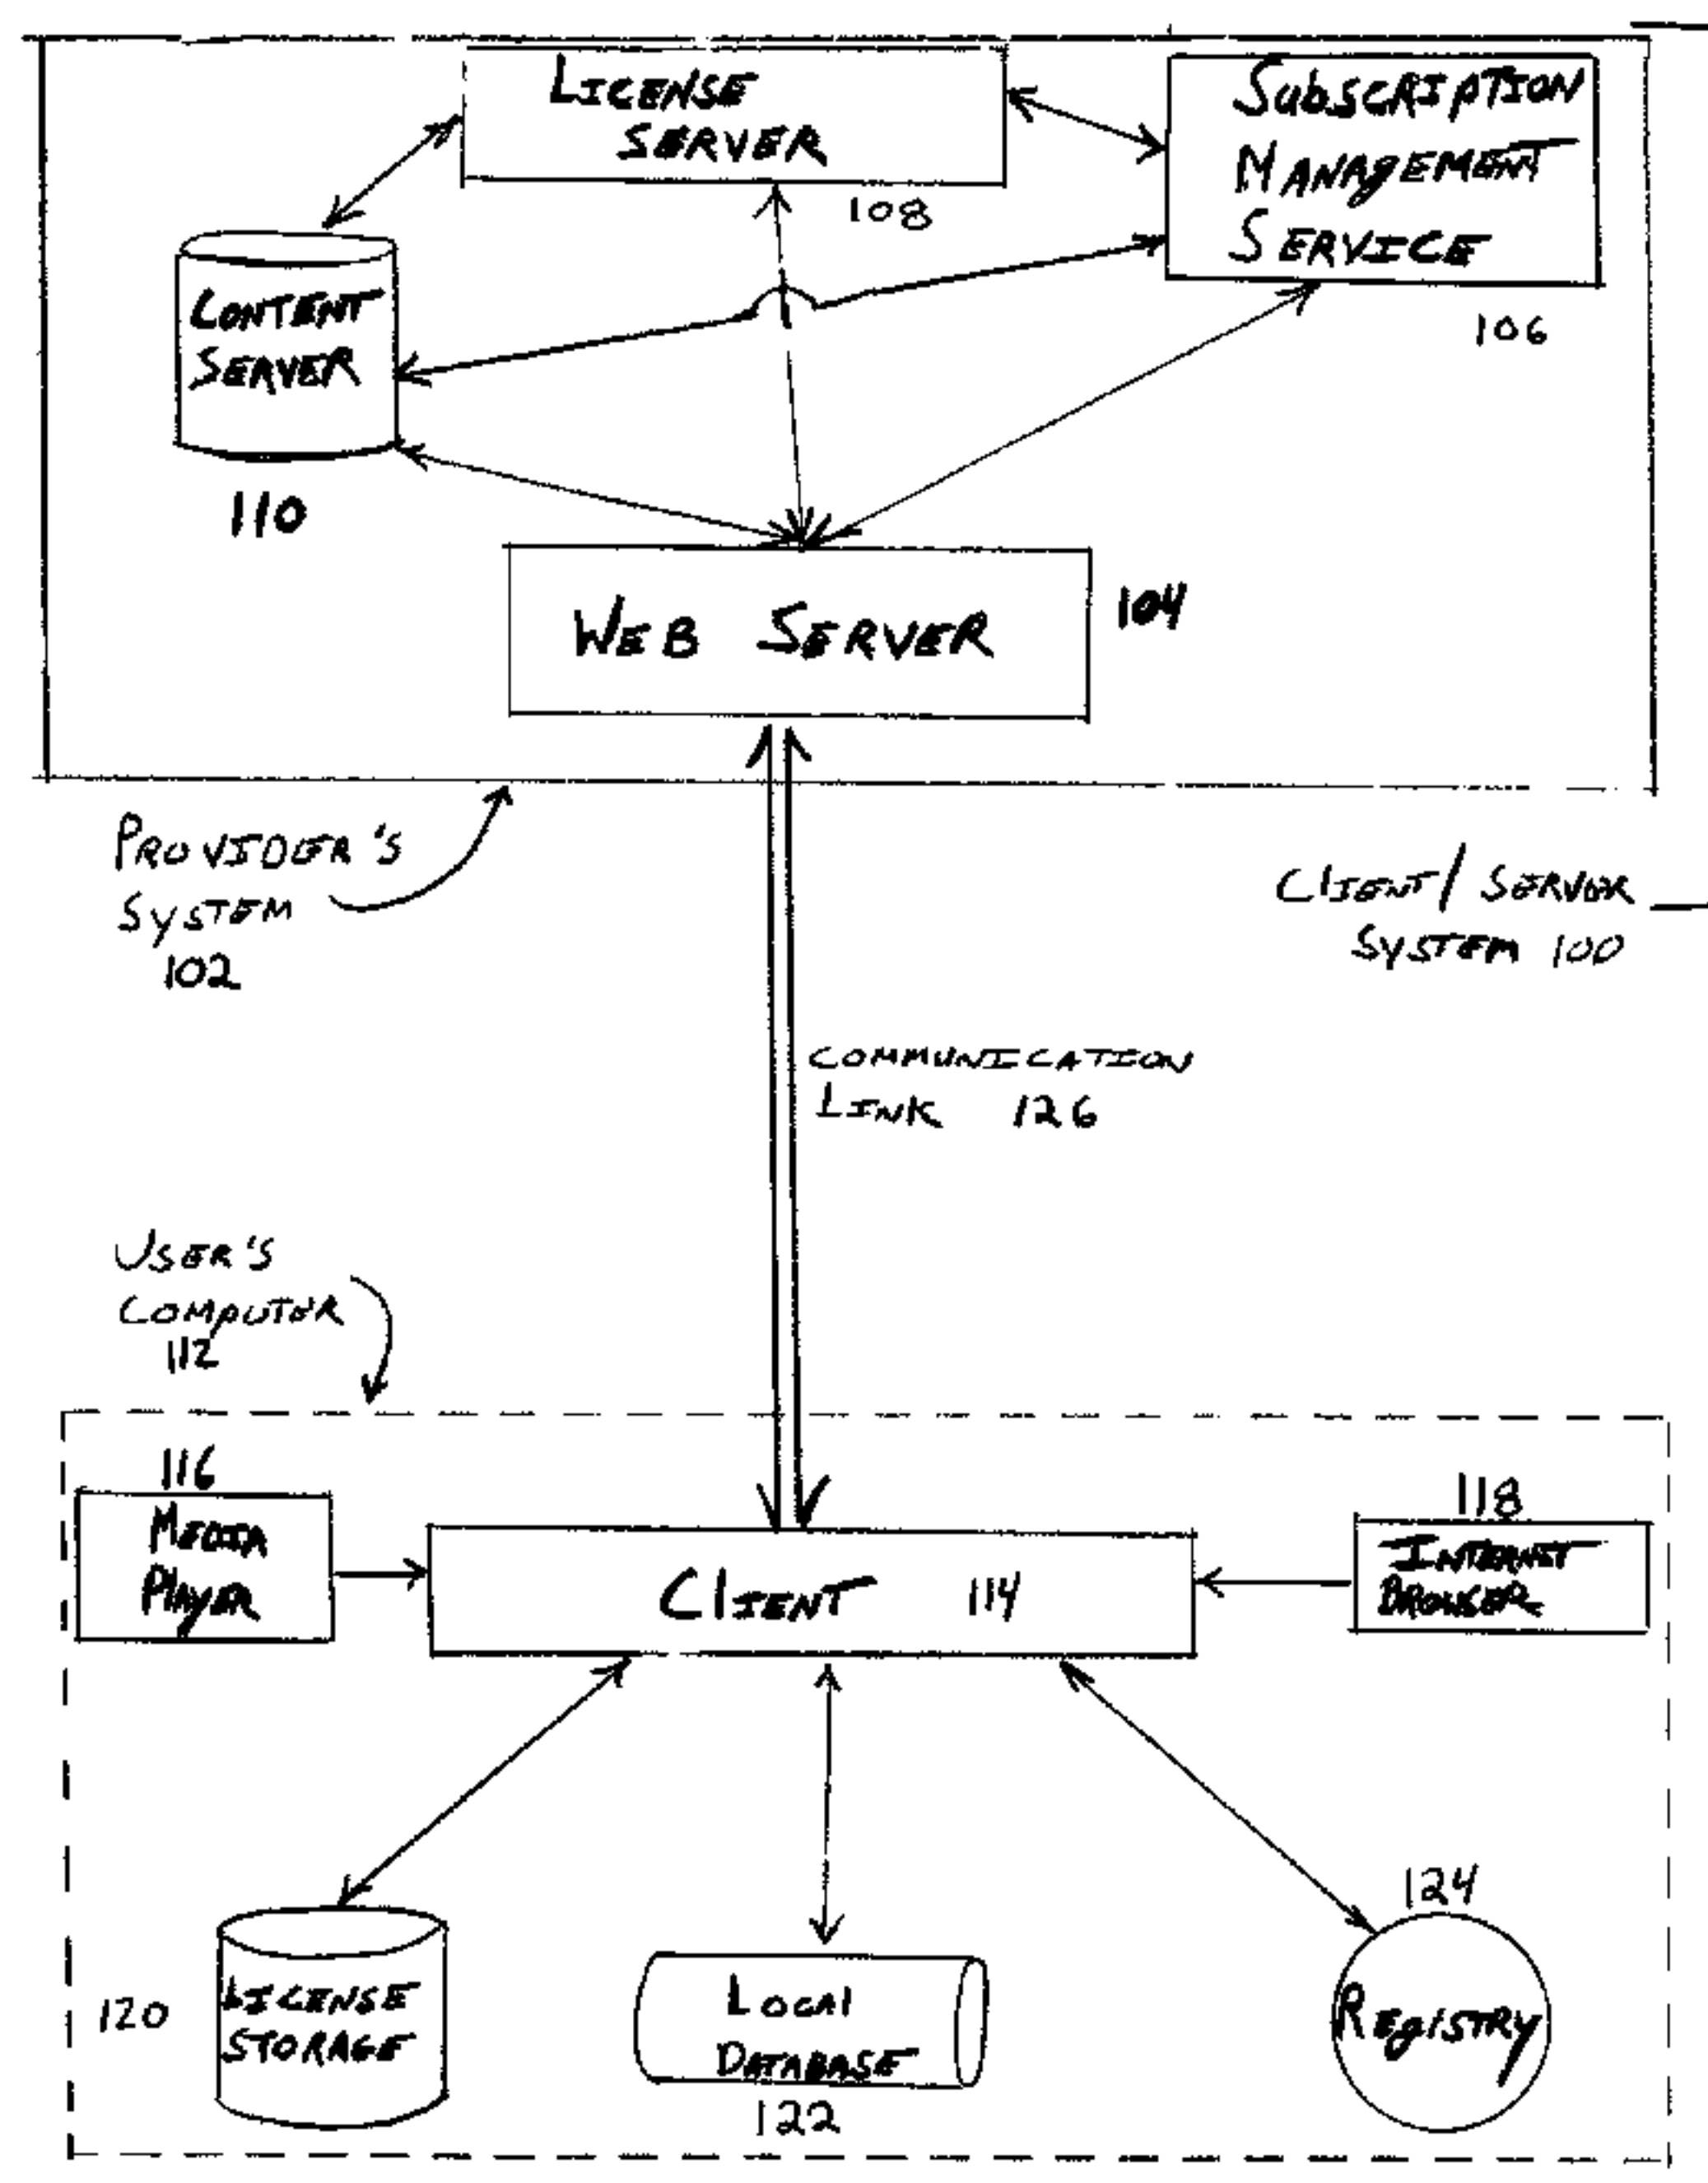 LICENSE
SERVER
108
SUBSCRIPTION
MANAGEMENT
SERVICE
106
CONTENT
SERVER
110
WEB SERVER
104
PROVIDER'S
SYSTEM
102
CLIENT/SERVER
SYSTEM 100
COMMUNICATION
LINK 126
USER'S
COMPUTER
112
116
MEDIA
PLAYER
CLIENT 114
118
INTERNET
BROWSER
120
LICENSE
STORAGE
LOCAL
DATABASE
122
124
REGISTRY